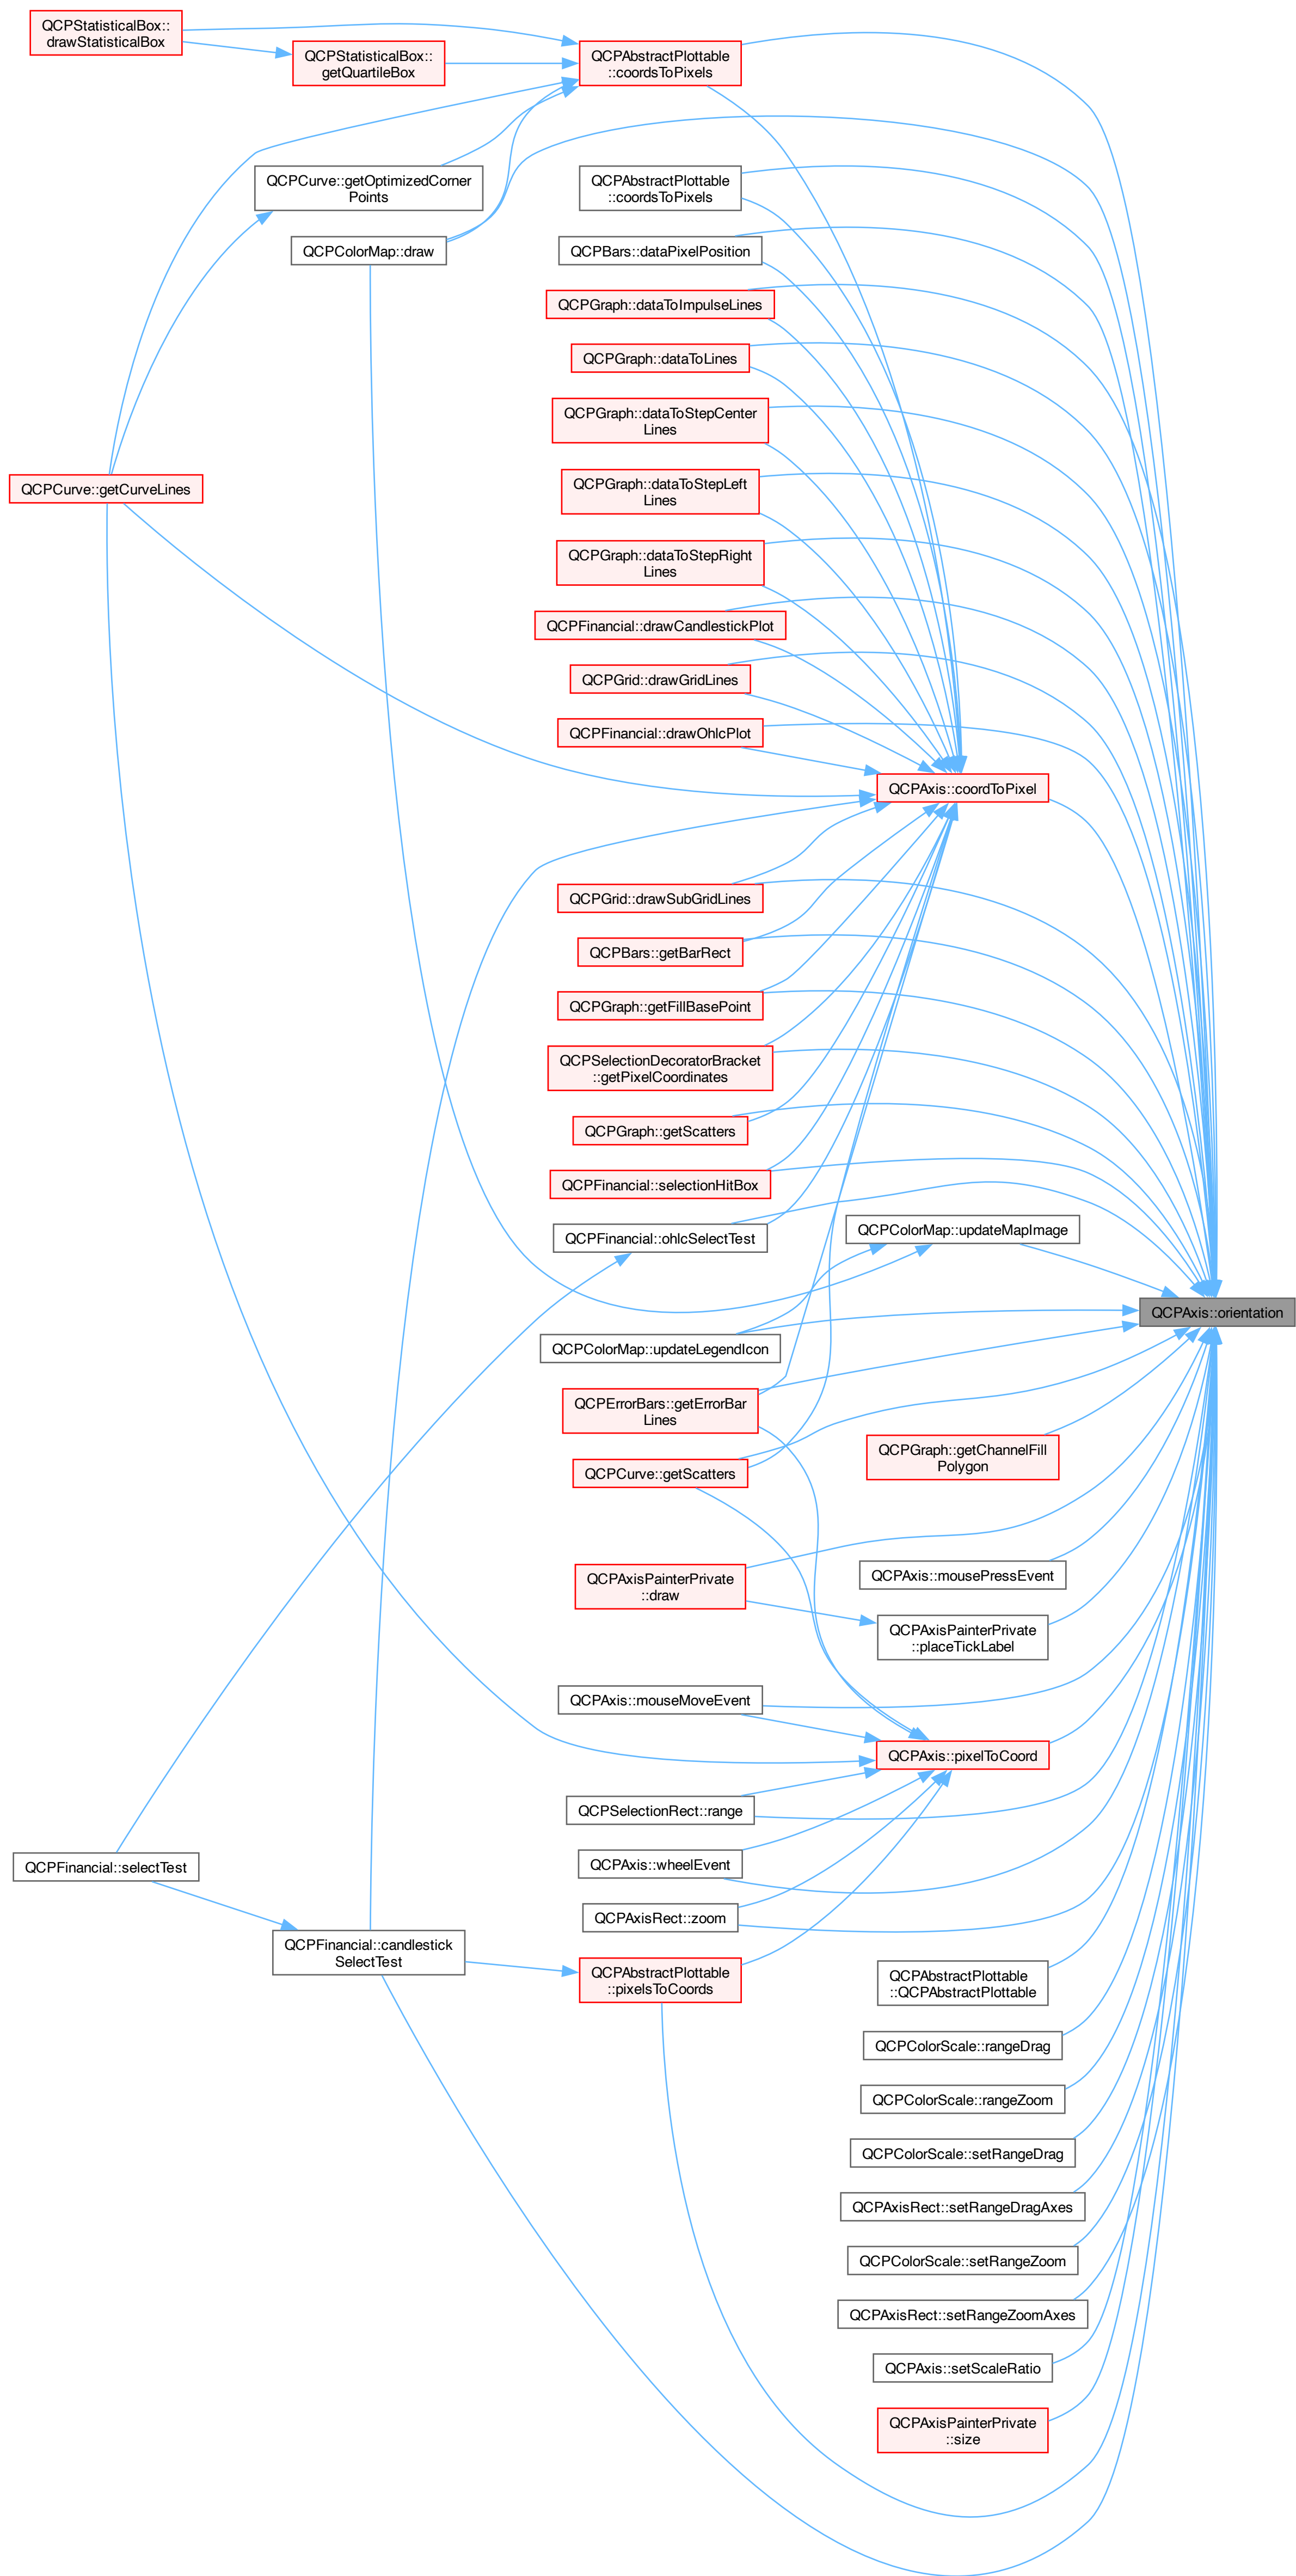 QCPStatisticalBox::
drawStatisticalBox
QCPStatisticalBox::
getQuartileBox
QCPAbstractPlottable
::coordsToPixels
QCPCurve::getOptimizedCorner
Points
QCPAbstractPlottable
::coordsToPixels
QCPColorMap::draw
QCPBars::dataPixelPosition
QCPGraph::dataToImpulseLines
QCPGraph::dataToLines
QCPGraph::dataToStepCenter
Lines
QCPCurve::getCurveLines
QCPGraph::dataToStepLeft
Lines
QCPGraph::dataToStepRight
Lines
QCPFinancial::drawCandlestickPlot
QCPGrid::drawGridLines
QCPFinancial::drawOhlcPlot
QCPAxis::coordToPixel
QCPGrid::drawSubGridLines
QCPBars::getBarRect
QCPGraph::getFillBasePoint
QCPSelectionDecoratorBracket
::getPixelCoordinates
QCPGraph::getScatters
QCPFinancial::selectionHitBox
QCPColorMap::updateMapImage
QCPFinancial::ohlcSelectTest
QCPAxis::orientation
QCPColorMap::updateLegendIcon
QCPErrorBars::getErrorBar
Lines
QCPGraph::getChannelFill
Polygon
QCPCurve::getScatters
QCPAxis::mousePressEvent
QCPAxisPainterPrivate
::draw
QCPAxisPainterPrivate
::placeTickLabel
QCPAxis::mouseMoveEvent
QCPAxis::pixelToCoord
QCPSelectionRect::range
QCPAxis::wheelEvent
QCPFinancial::selectTest
QCPAxisRect::zoom
QCPFinancial::candlestick
SelectTest
QCPAbstractPlottable
::pixelsToCoords
QCPAbstractPlottable
::QCPAbstractPlottable
QCPColorScale::rangeDrag
QCPColorScale::rangeZoom
QCPColorScale::setRangeDrag
QCPAxisRect::setRangeDragAxes
QCPColorScale::setRangeZoom
QCPAxisRect::setRangeZoomAxes
QCPAxis::setScaleRatio
QCPAxisPainterPrivate
::size